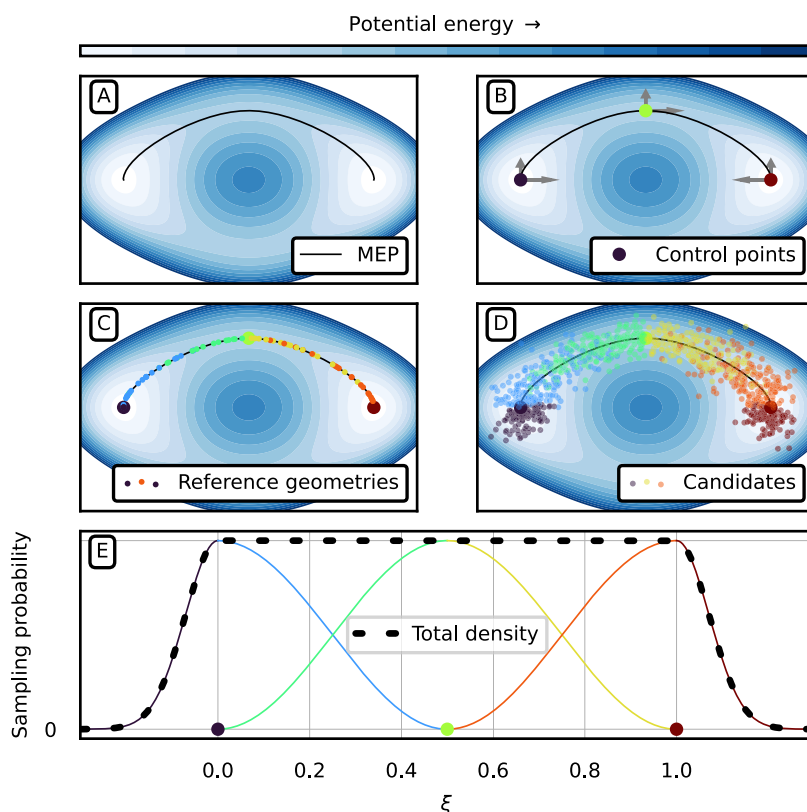 Potential energy →
A
B
MEP
Control points
C
D
Reference geometries
Candidates
E
Sampling probability
Total density
0
0.0 0.2 0.4 0.6 0.8 1.0
ξ